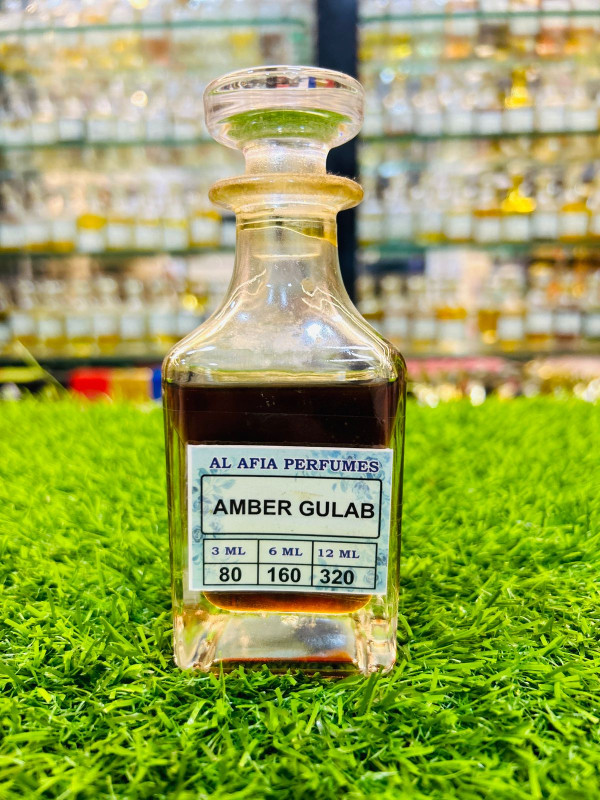 AL AFIA PERFUMES
AMBER GULAB
3 ML 6 ML 12 ML
80 160 320